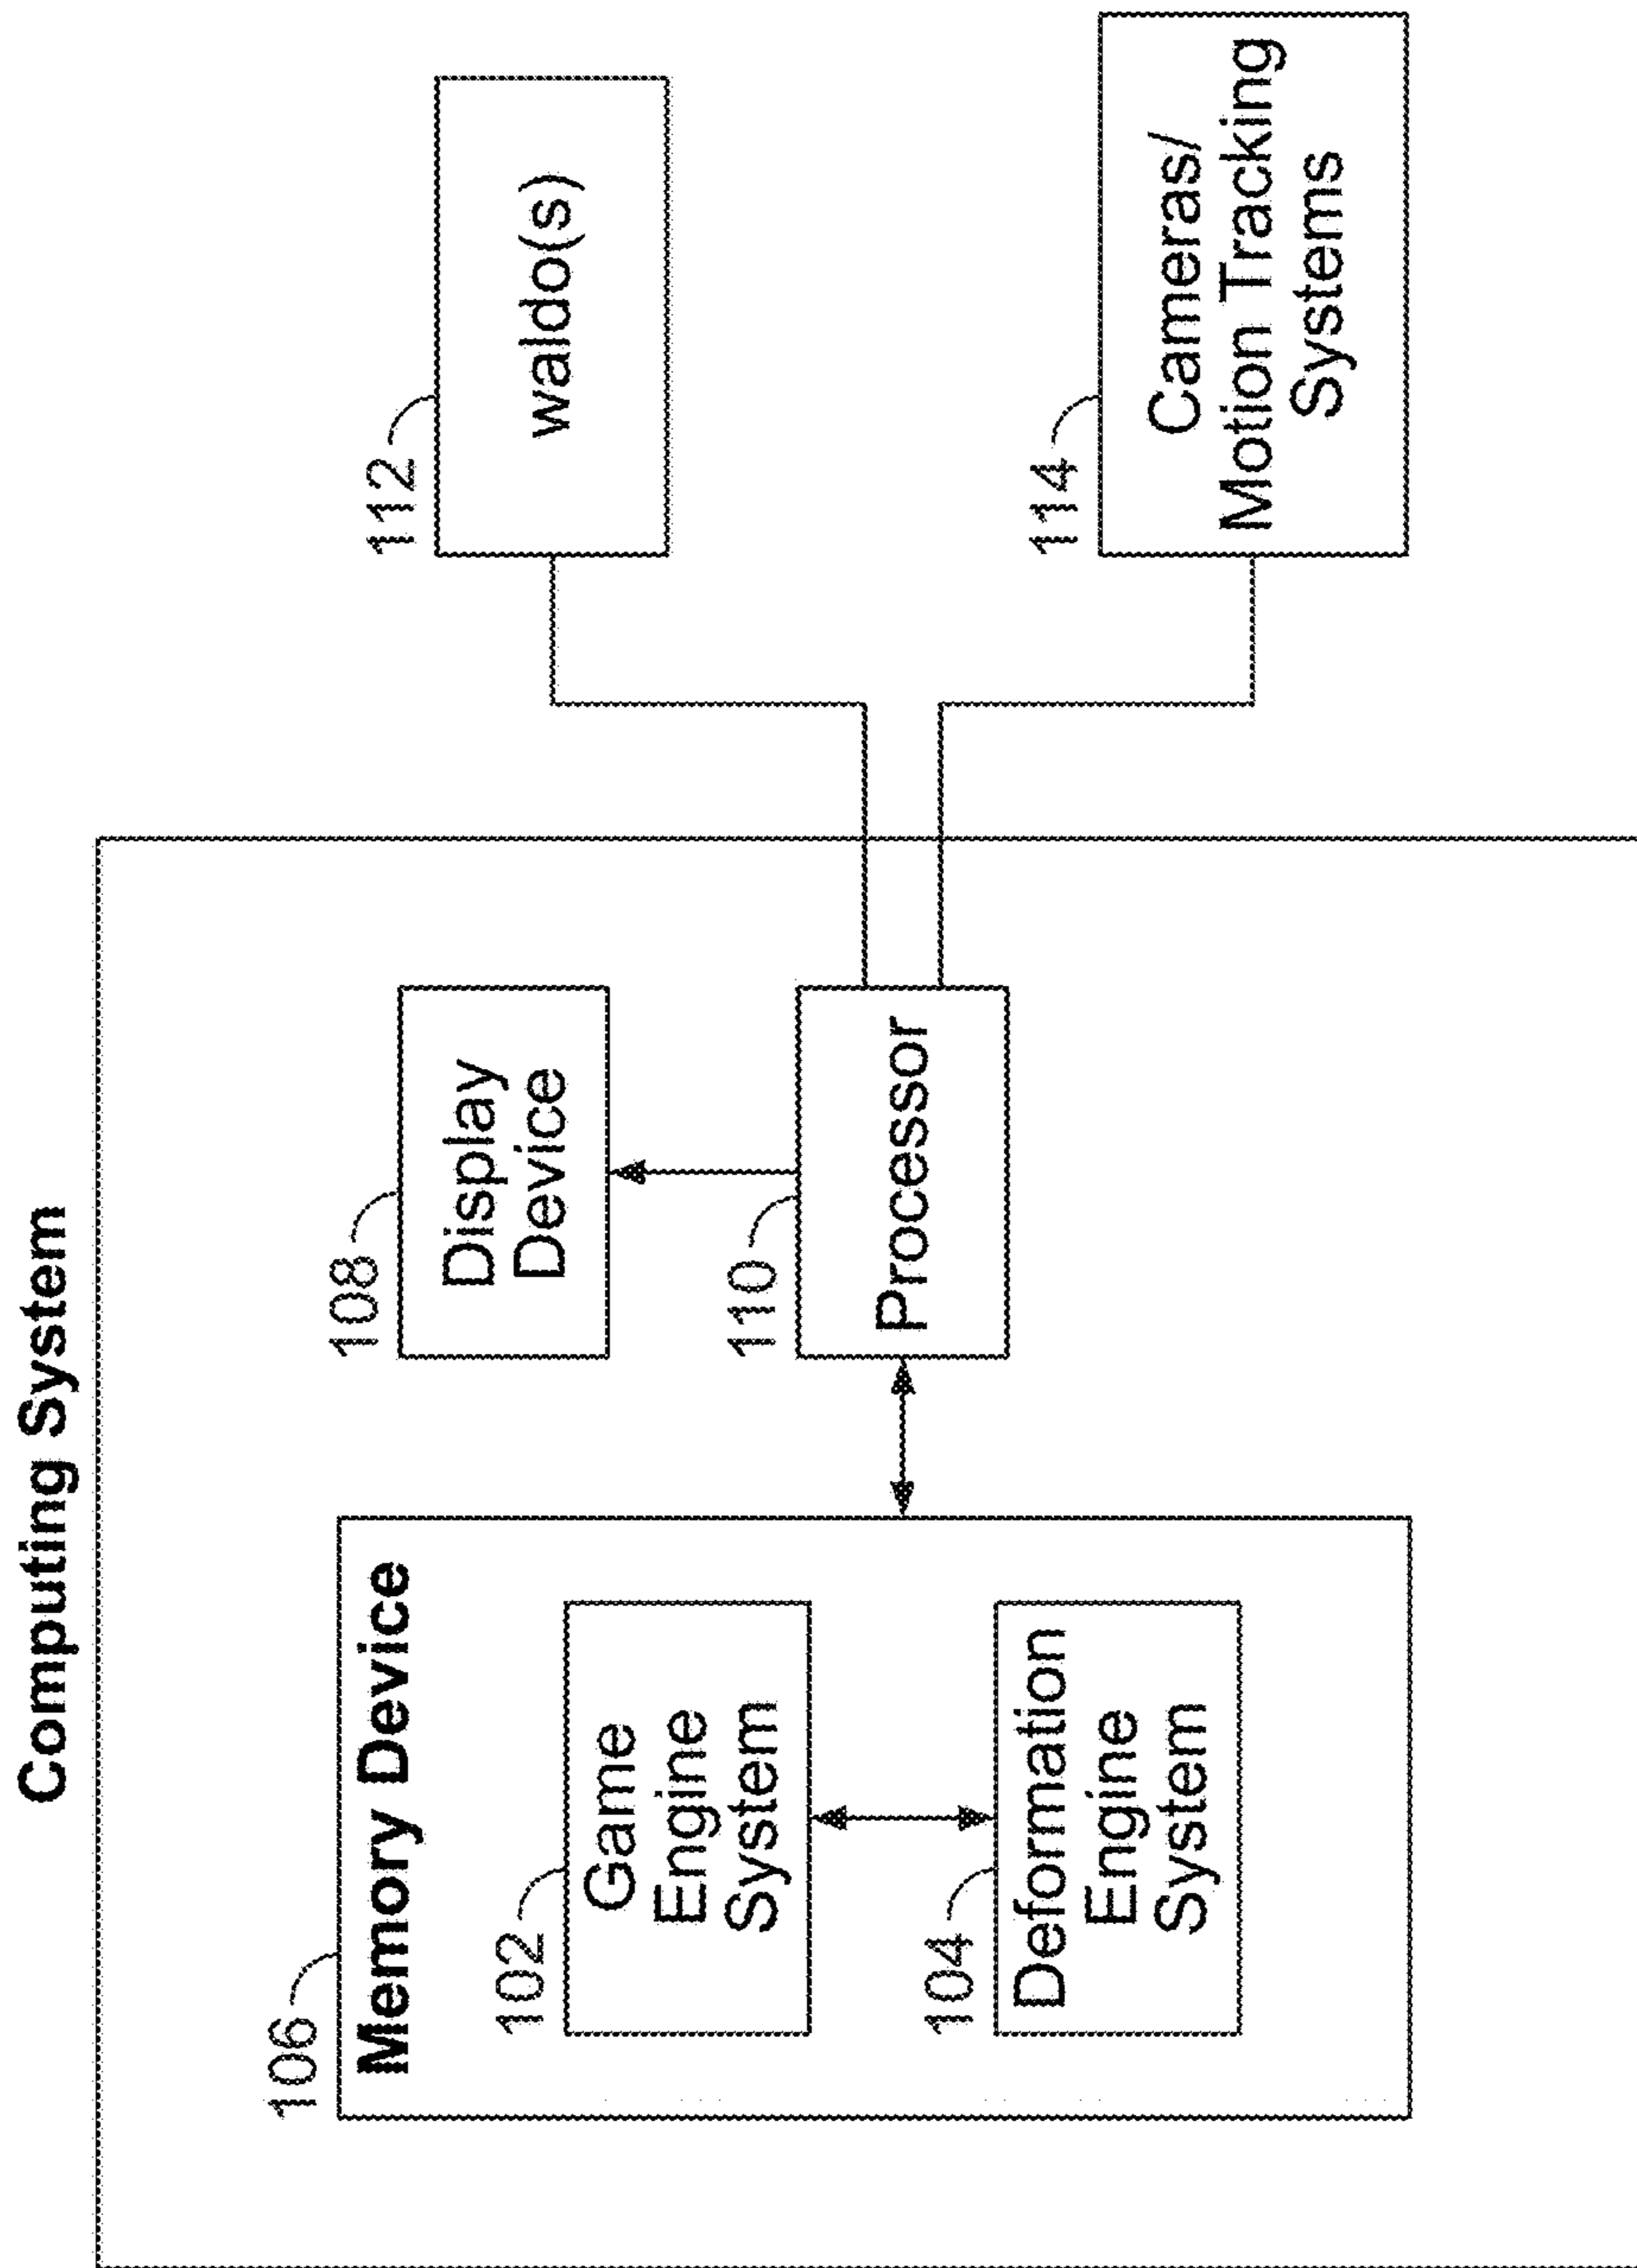 Computing System
106
Memory Device
102
Game
Engine
System
104
Deformation
Engine
System
108
Display
Device
110
Processor
112
waldo(s)
114
Cameras/
Motion Tracking
Systems